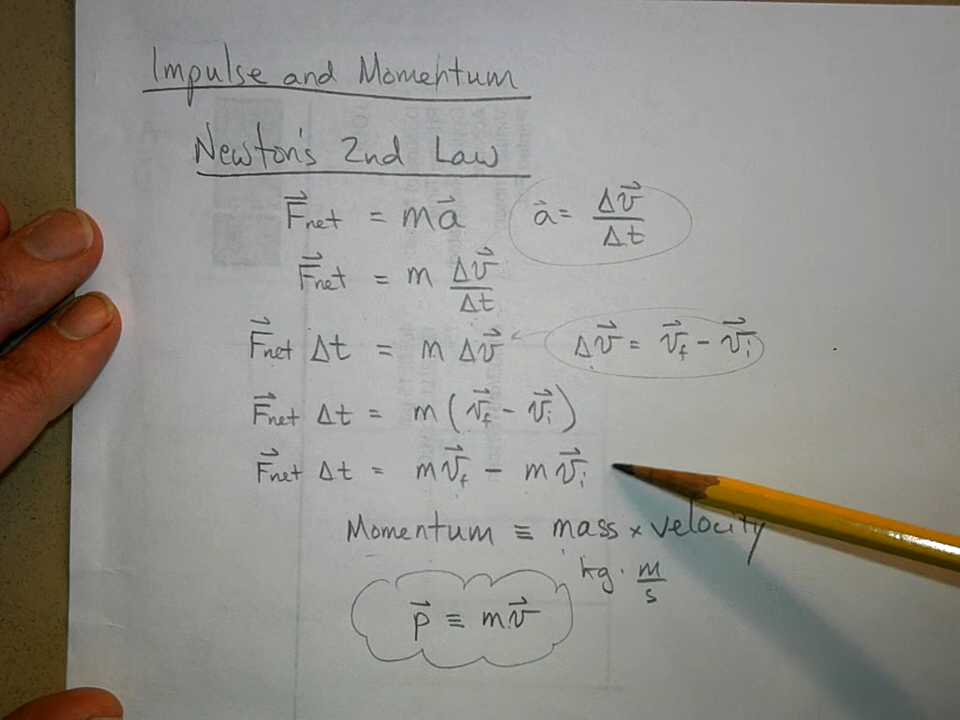 Impulse and Momentum
Newton's 2nd Law
F⃗net = ma⃗ a⃗ = Δv⃗/Δt
F⃗net = m Δv⃗/Δt
F⃗net Δt = m Δv⃗ Δv⃗ = v⃗f - v⃗i
F⃗net Δt = m(v⃗f - v⃗i)
F⃗net Δt = mv⃗f - mv⃗i
Momentum ≡ mass × velocity
kg · m/s
p⃗ ≡ mv⃗